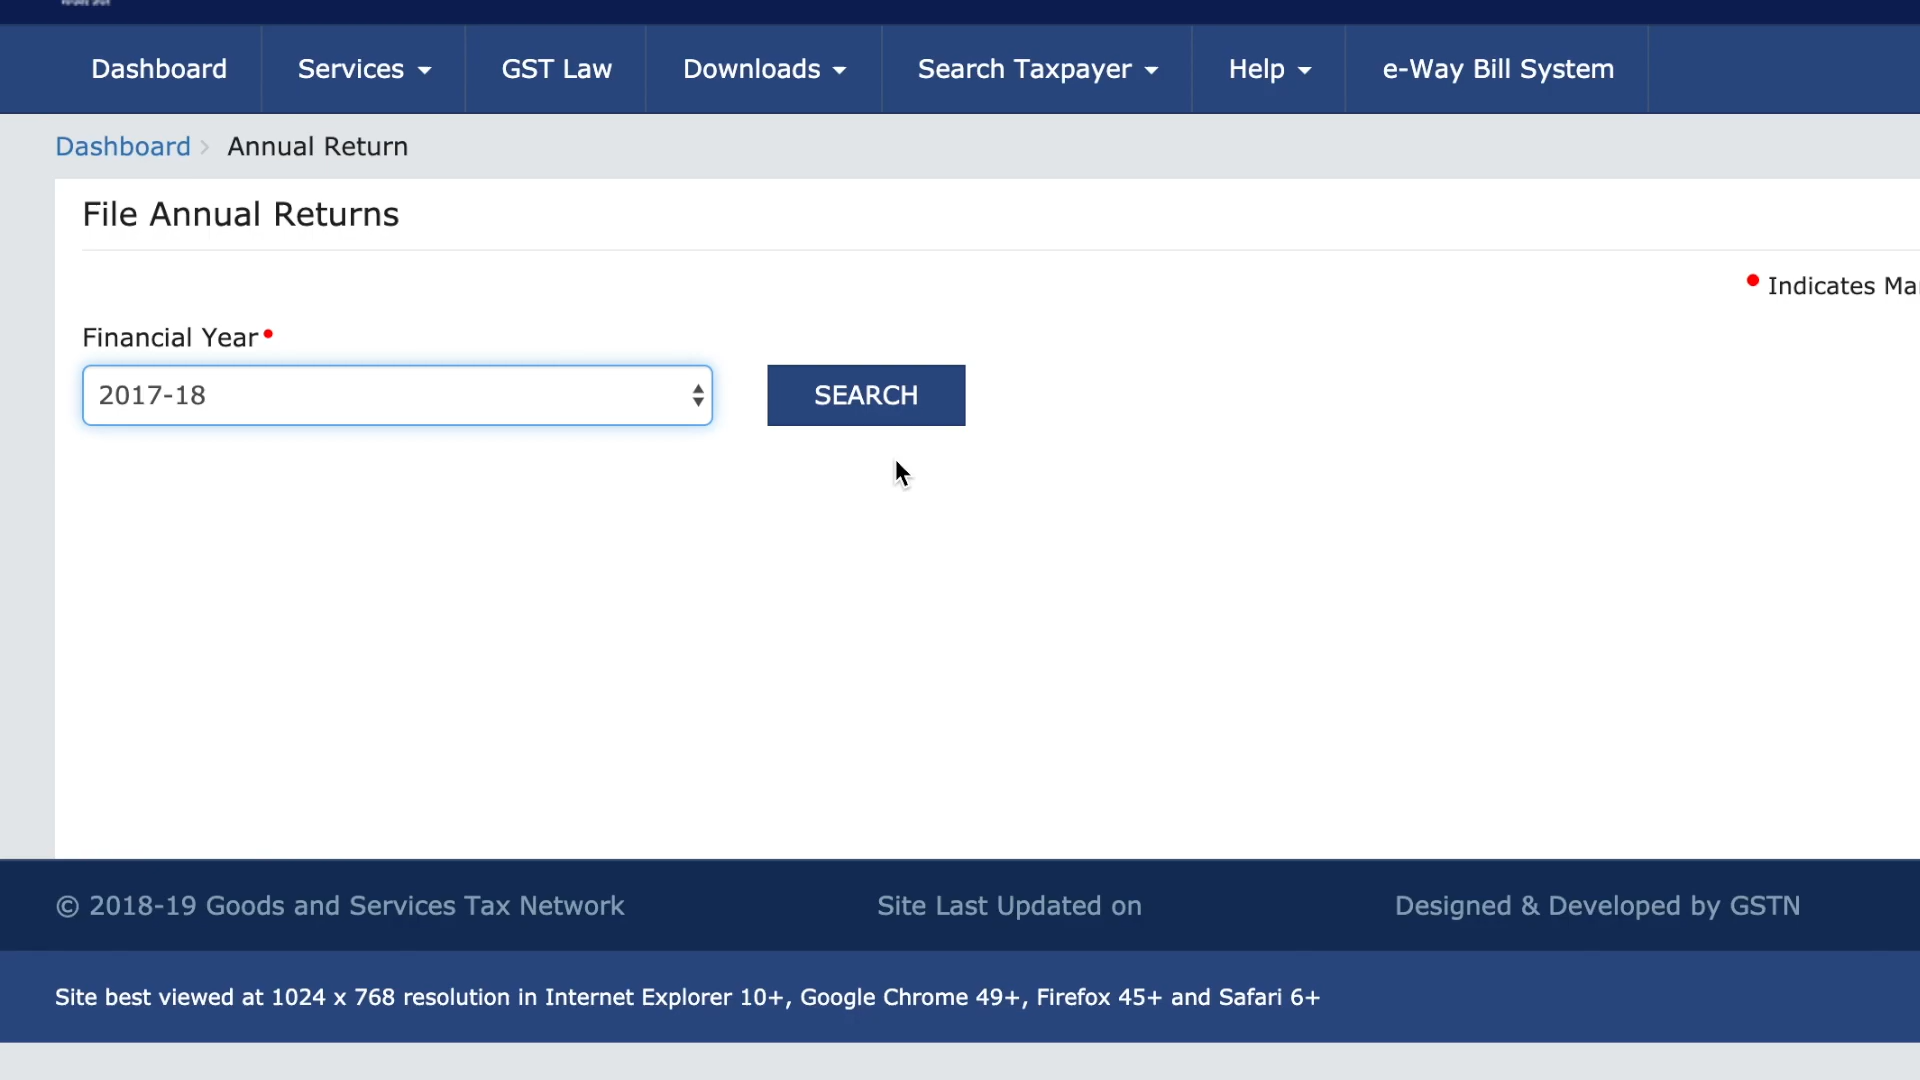 Dashboard Services GST Law Downloads Search Taxpayer Help e-Way Bill System
Dashboard Annual Return
File Annual Returns
Indicates
Financial Year
2017-18 SEARCH
© 2018-19 Goods and Services Tax Network Site Last Updated on Designed & Developed by GSTN
Site best viewed at 1024 x 768 resolution in Internet Explorer 10+, Google Chrome 49+, Firefox 45+ and Safari 6+